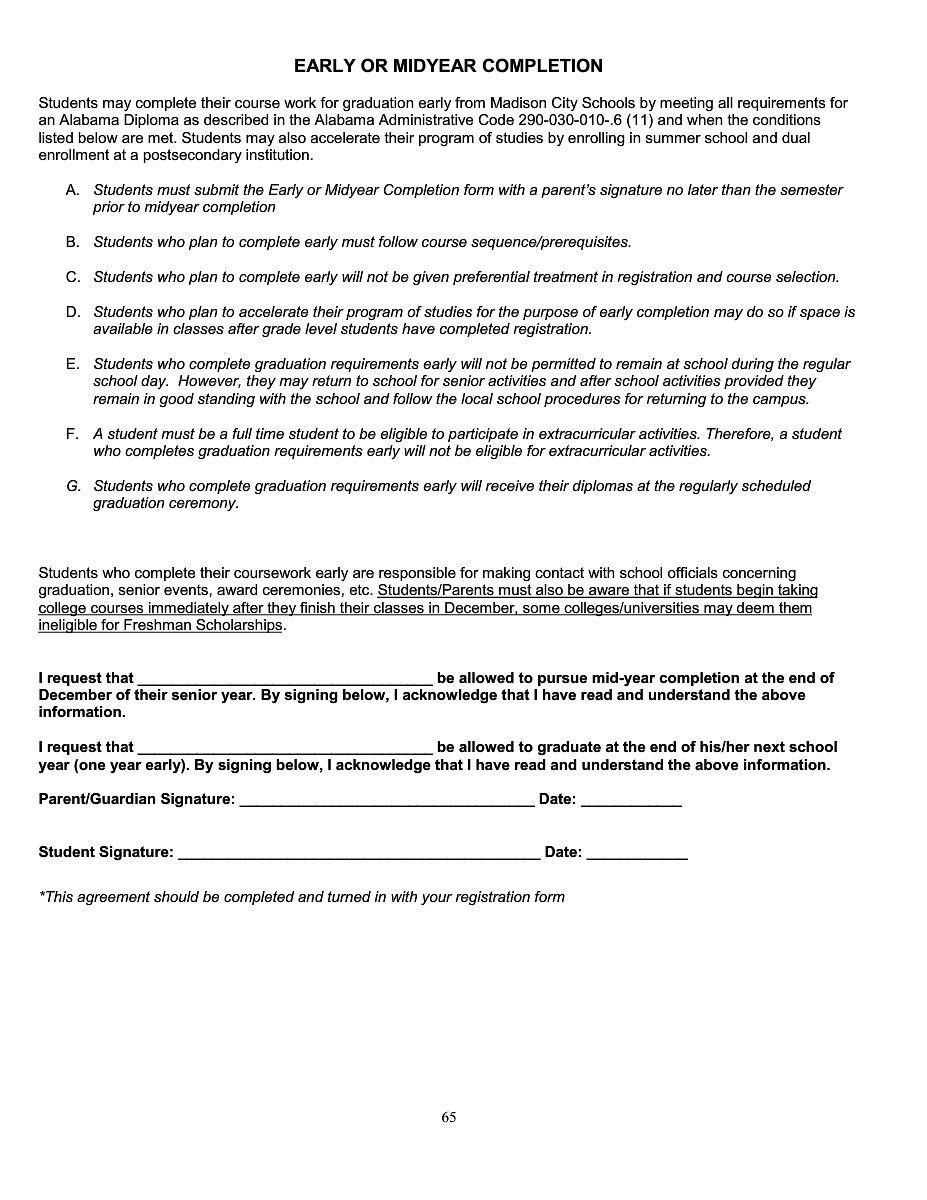 EARLY OR MIDYEAR COMPLETION
Students may complete their course work for graduation early from Madison City Schools by meeting all requirements for
an Alabama Diploma as described in the Alabama Administrative Code 290-030-010-.6 (11) and when the conditions
listed below are met. Students may also accelerate their program of studies by enrolling in summer school and dual
enrollment at a postsecondary institution.
A. Students must submit the Early or Midyear Completion form with a parent's signature no later than the semester
prior to midyear completion
B. Students who plan to complete early must follow course sequence/prerequisites.
C. Students who plan to complete early will not be given preferential treatment in registration and course selection.
D. Students who plan to accelerate their program of studies for the purpose of early completion may do so if space is
available in classes after grade level students have completed registration.
E. Students who complete graduation requirements early will not be permitted to remain at school during the regular
school day.  However, they may return to school for senior activities and after school activities provided they
remain in good standing with the school and follow the local school procedures for returning to the campus.
F. A student must be a full time student to be eligible to participate in extracurricular activities. Therefore, a student
who completes graduation requirements early will not be eligible for extracurricular activities.
G. Students who complete graduation requirements early will receive their diplomas at the regularly scheduled
graduation ceremony.
Students who complete their coursework early are responsible for making contact with school officials concerning
graduation, senior events, award ceremonies, etc. Students/Parents must also be aware that if students begin taking
college courses immediately after they finish their classes in December, some colleges/universities may deem them
ineligible for Freshman Scholarships.
I request that ___________________________________ be allowed to pursue mid-year completion at the end of
December of their senior year. By signing below, I acknowledge that I have read and understand the above
information.
I request that ___________________________________ be allowed to graduate at the end of his/her next school
year (one year early). By signing below, I acknowledge that I have read and understand the above information.
Parent/Guardian Signature: ___________________________________ Date: ____________
Student Signature: ___________________________________________ Date: ____________
*This agreement should be completed and turned in with your registration form
65